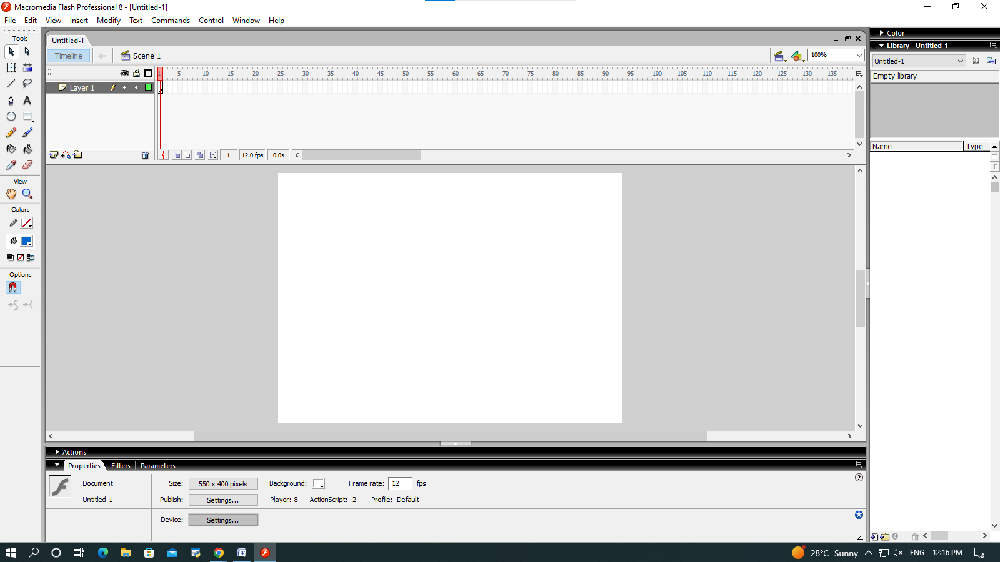 Macromedia Flash Professional 8 - [Untitled-1]
File Edit View Insert Modify Text Commands Control Window Help
Tools
Untitled-1
Timeline
Scene 1
100%
1 5 10 15 20 25 30 35 40 45 50 55 60 65 70 75 80 85 90 95 100 105 110 115 120 125 130 135
Layer 1
1 12.0 fps 0.0s
View
Colors
Options
Color
Library - Untitled-1
Untitled-1
Empty library
Name Type
Actions
Properties Filters Parameters
Document
Untitled-1
Size: 550 x 400 pixels Background: Frame rate: 12 fps
Publish: Settings... Player: 8 ActionScript: 2 Profile: Default
Device: Settings...
28°C Sunny ENG 12:16 PM